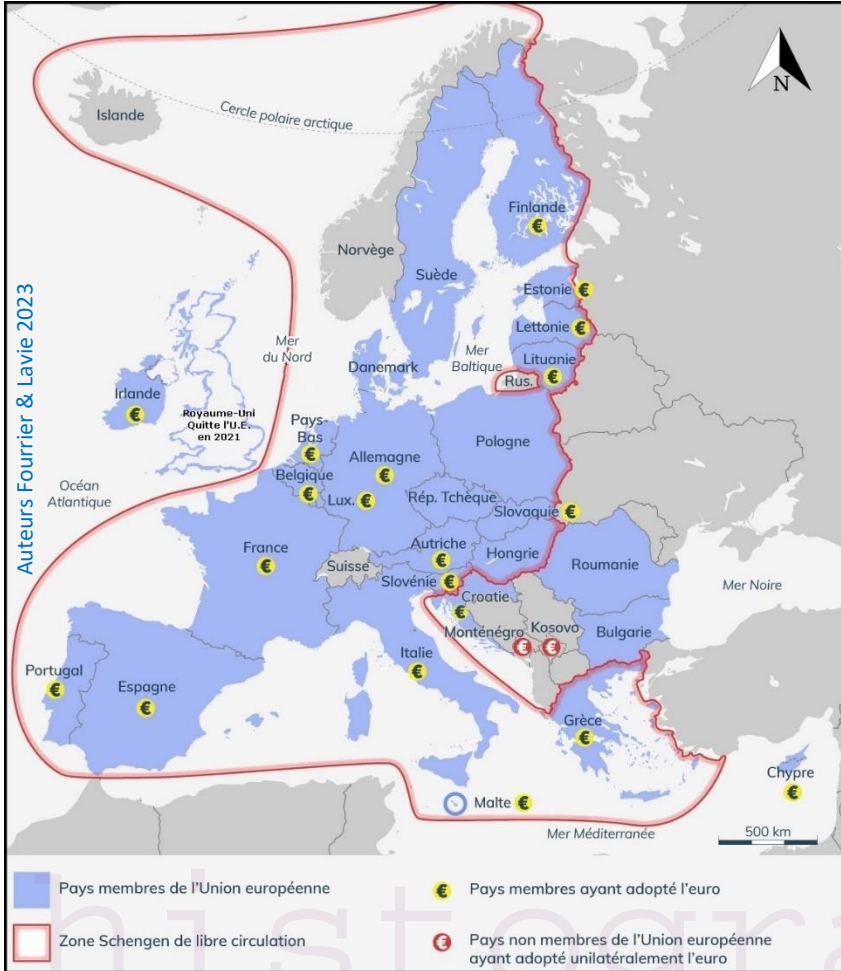 N
Islande
Cercle polaire arctique
Finlande
Norvège
Suède
Estonie
Lettonie
Lituanie
Rus.
Mer
du Nord
Mer
Baltique
Danemark
Auteurs Fourrier & Lavie 2023
Irlande
Royaume-Uni
Quitte l'U.E.
en 2021
Pays-
Bas
Allemagne
Pologne
Belgique
Lux.
Rép. Tchèque
Océan
Atlantique
Slovaquie
France
Autriche
Hongrie
Suisse
Slovénie
Roumanie
Mer Noire
Croatie
Monténégro
Kosovo
Bulgarie
Italie
Portugal
Espagne
Grèce
Chypre
Malte
Mer Méditerranée
500 km
Pays membres de l'Union européenne
Pays membres ayant adopté l'euro
Zone Schengen de libre circulation
Pays non membres de l'Union européenne
ayant adopté unilatéralement l'euro